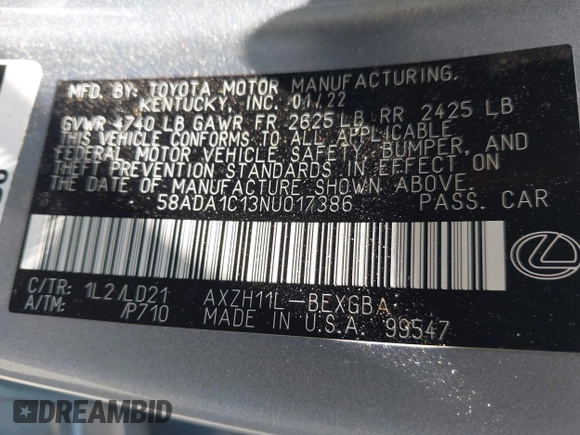 MFD. BY: TOYOTA MOTOR MANUFACTURING.
KENTUCKY, INC. 01/22
GVWR 4740 LB GAWR FR 2625 LB RR 2425 LB
THIS VEHICLE CONFORMS TO ALL APPLICABLE
FEDERAL MOTOR VEHICLE SAFETY, BUMPER, AND
THEFT PREVENTION STANDARDS IN EFFECT ON
THE DATE OF MANUFACTURE SHOWN ABOVE.
58ADA1C13NU017386 PASS. CAR
C/TR: 1L2/LD21 AXZH11L-BEXGBA
A/TM: /P710 MADE IN U.S.A. 99547
DREAMBID